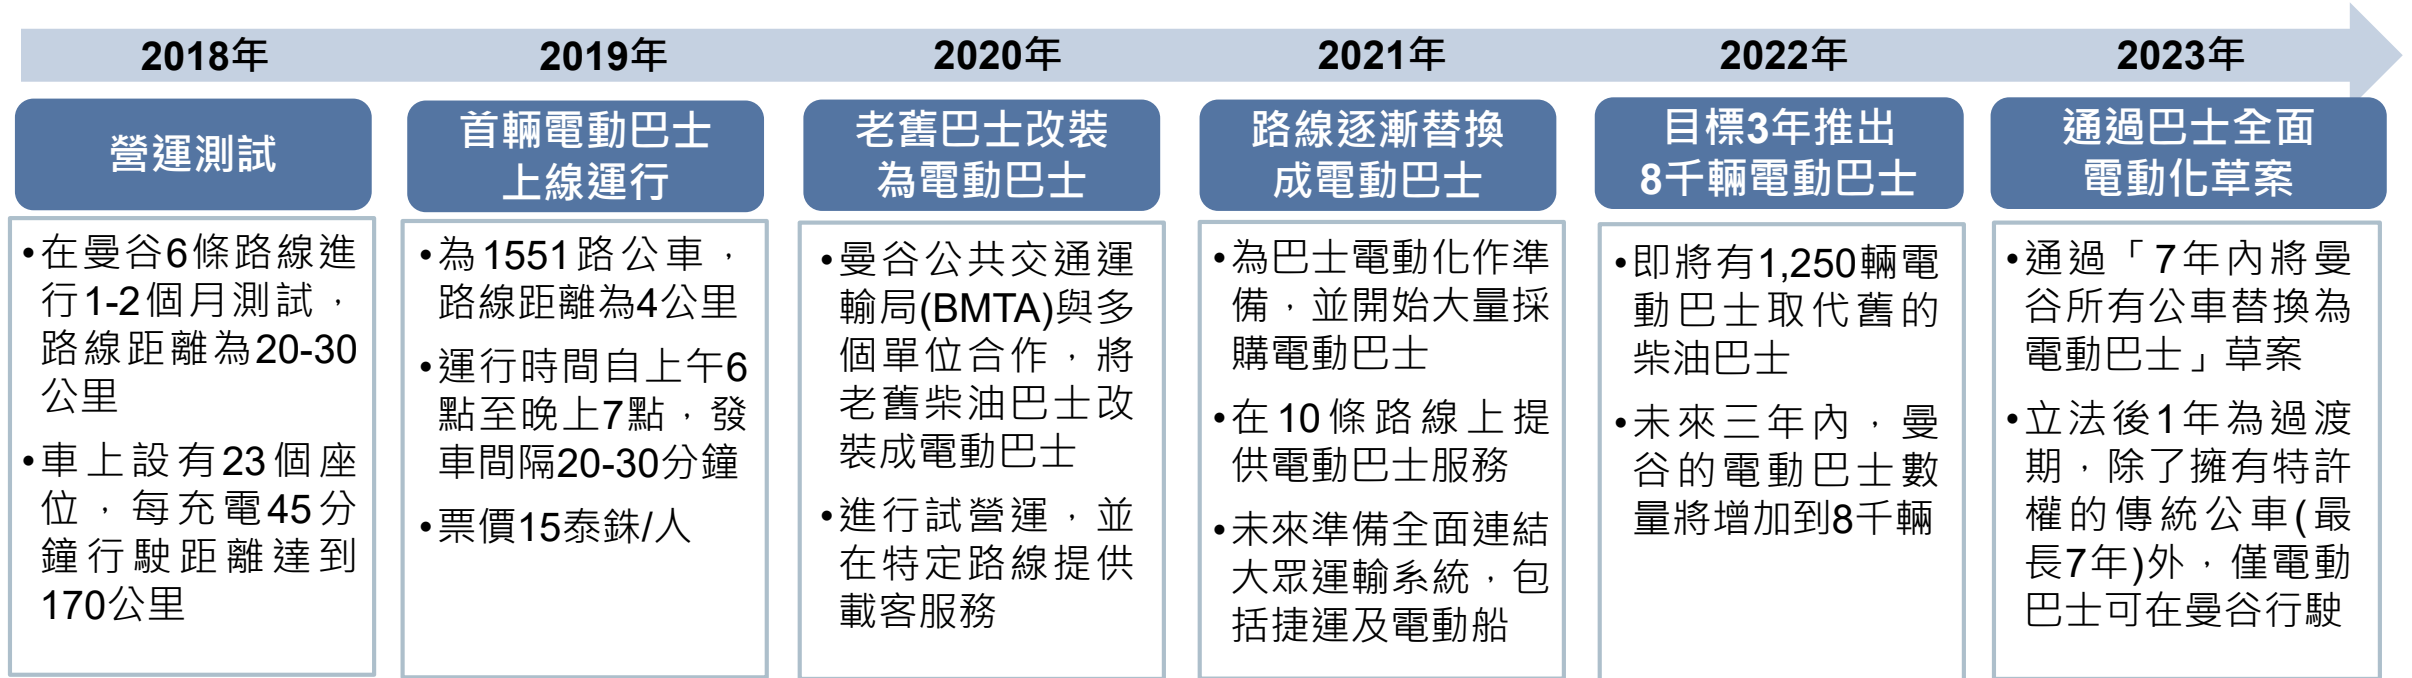 2018年
2019年
2020年
2021年
2022年
2023年
營運測試
•在曼谷6條路線進
行1-2個月測試，
路線距離為20-30
公里
•車上設有23個座
位，每充電45分
鐘行駛距離達到
170公里
首輛電動巴士
上線運行
•為1551路公車，
路線距離為4公里
•運行時間自上午6
點至晚上7點，發
車間隔20-30分鐘
•票價15泰銖/人
老舊巴士改裝
為電動巴士
•曼谷公共交通運
輸局(BMTA)與多
個單位合作，將
老舊柴油巴士改
裝成電動巴士
•進行試營運，並
在特定路線提供
載客服務
路線逐漸替換
成電動巴士
•為巴士電動化作準
備，並開始大量採
購電動巴士
•在10條路線上提
供電動巴士服務
•未來準備全面連結
大眾運輸系統，包
括捷運及電動船
目標3年推出
8千輛電動巴士
•即將有1,250輛電
動巴士取代舊的
柴油巴士
•未來三年內，曼
谷的電動巴士數
量將增加到8千輛
通過巴士全面
電動化草案
•通過「7年內將曼
谷所有公車替換為
電動巴士」草案
•立法後1年為過渡
期，除了擁有特許
權的傳統公車(最
長7年)外，僅電動
巴士可在曼谷行駛